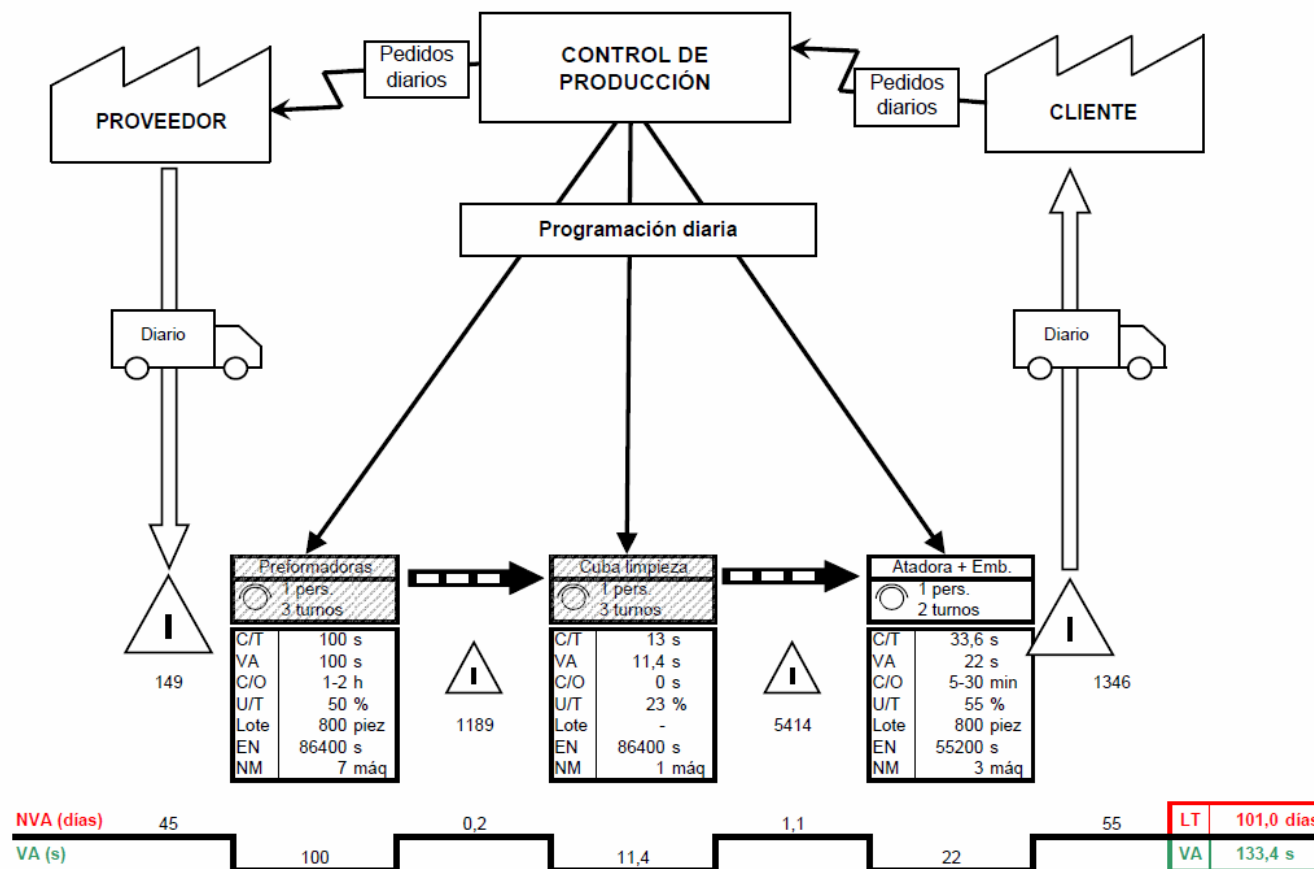 Pedidos
diarios
CONTROL DE
PRODUCCIÓN
Pedidos
diarios
PROVEEDOR
CLIENTE
Programación diaria
Diario
Diario
Preformadoras
1 pers.
3 turnos
C/T 100 s
VA 100 s
C/O 1-2 h
U/T 50 %
Lote 800 piez
EN 86400 s
NM 7 máq
Cuba limpieza
1 pers.
3 turnos
C/T 13 s
VA 11,4 s
C/O 0 s
U/T 23 %
Lote -
EN 86400 s
NM 1 máq
Atadora + Emb.
1 pers.
2 turnos
C/T 33,6 s
VA 22 s
C/O 5-30 min
U/T 55 %
Lote 800 piez
EN 55200 s
NM 3 máq
I
149
I
1189
I
5414
I
1346
NVA (días) 45 0,2 1,1 55 LT 101,0 días
VA (s) 100 11,4 22 VA 133,4 s